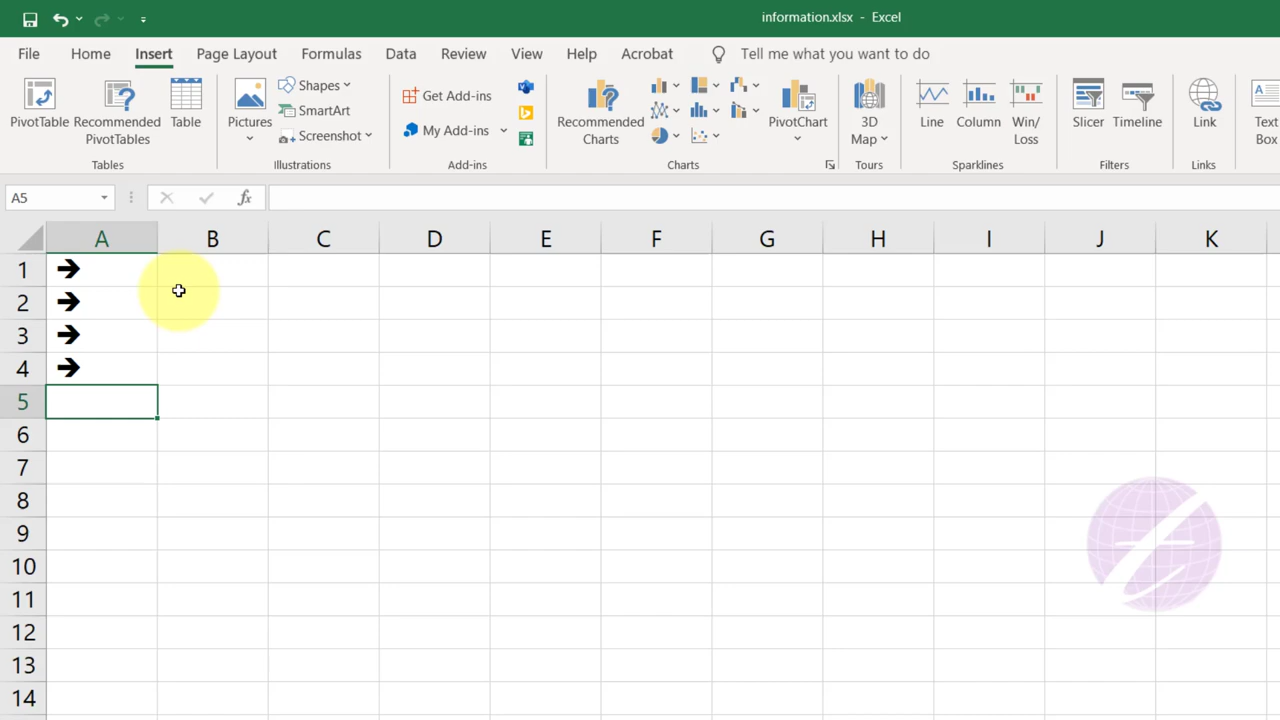 information.xlsx - Excel
File Home Insert Page Layout Formulas Data Review View Help Acrobat Tell me what you want to do
PivotTable
Recommended PivotTables
Table
Tables
Pictures
Shapes
SmartArt
Screenshot
Illustrations
Get Add-ins
My Add-ins
Add-ins
Recommended Charts
PivotChart
Charts
3D Map
Tours
Line
Column
Win/ Loss
Sparklines
Slicer
Timeline
Filters
Link
Links
Text Box
A5 fx
A B C D E F G H I J K
1 ➔
2 ➔
3 ➔
4 ➔
5
6
7
8
9
10
11
12
13
14